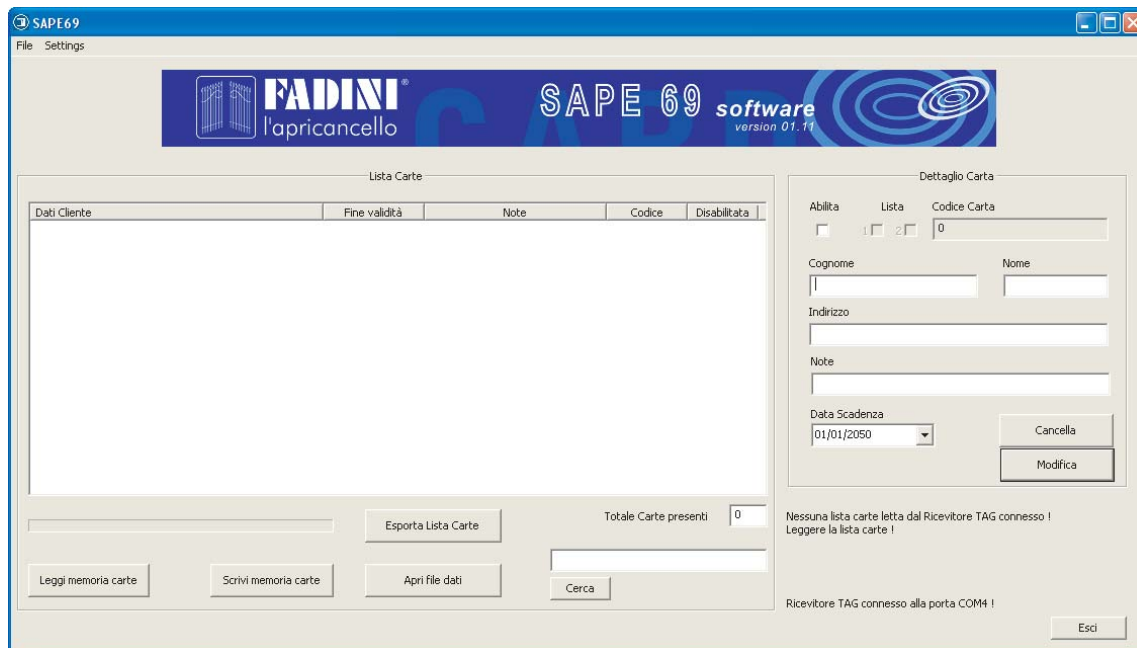 SAPE69
File Settings
FADINI®
l'apricancello
CARD
SAPE 69 software
version 01.11
Lista Carte
Dati Cliente Fine validità Note Codice Disabilitata
Esporta Lista Carte
Totale Carte presenti 0
Leggi memoria carte
Scrivi memoria carte
Apri file dati
Cerca
Dettaglio Carta
Abilita Lista Codice Carta
1 2 0
Cognome Nome
Indirizzo
Note
Data Scadenza
01/01/2050
Cancella
Modifica
Nessuna lista carte letta dal Ricevitore TAG connesso !
Leggere la lista carte !
Ricevitore TAG connesso alla porta COM4 !
Esci